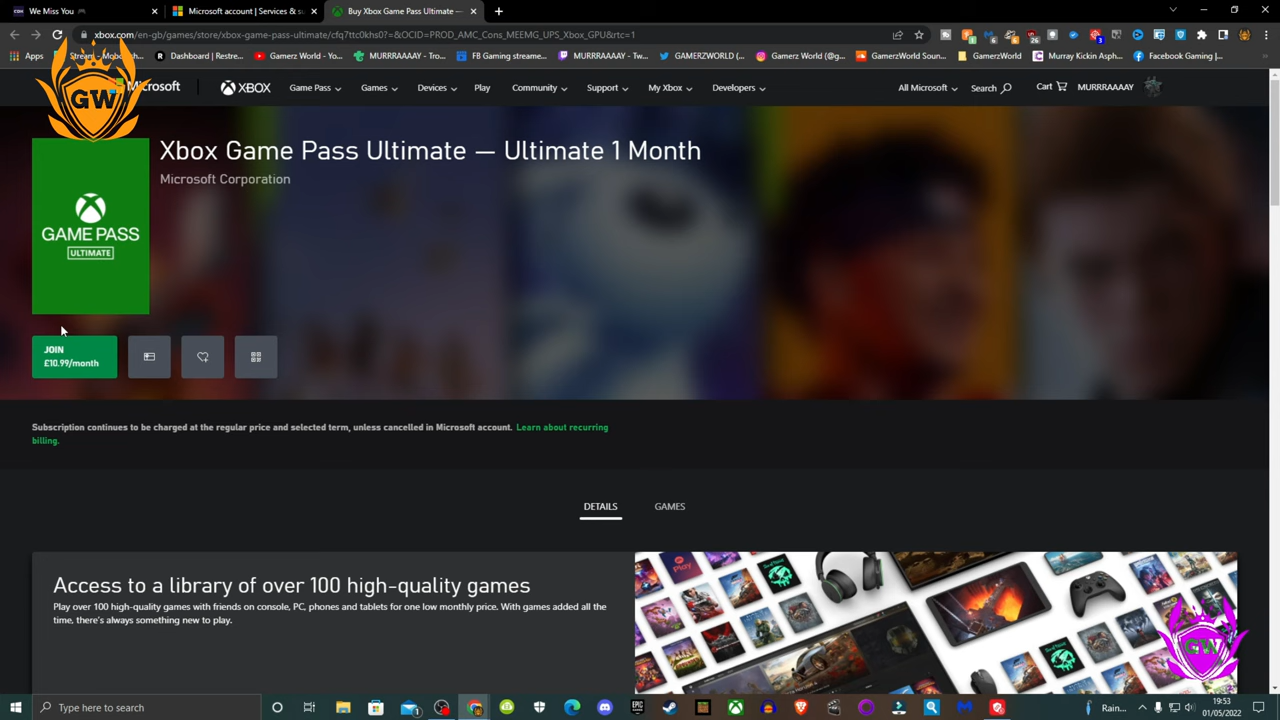 We Miss You
Microsoft account | Services & su
Buy Xbox Game Pass Ultimate —
xbox.com/en-gb/games/store/xbox-game-pass-ultimate/cfq7ttc0khs0?=&OCID=PROD_AMC_Cons_MEEMG_UPS_Xbox_GPU&rtc=1
Apps
Dashboard | Restre...
Gamerz World - You...
MURRRAAAAY - Tro...
FB Gaming streame...
MURRRAAAAY - Tw...
GAMERZWORLD (...
Gamerz World (@g...
GamerzWorld Soun...
GamerzWorld
Murray Kickin Asph...
Facebook Gaming |...
GW
Microsoft
XBOX
Game Pass
Games
Devices
Play
Community
Support
My Xbox
Developers
All Microsoft
Search
Cart
MURRRAAAAY
Xbox Game Pass Ultimate — Ultimate 1 Month
Microsoft Corporation
GAME PASS
ULTIMATE
JOIN
£10.99/month
Subscription continues to be charged at the regular price and selected term, unless cancelled in Microsoft account. Learn about recurring
billing.
DETAILS
GAMES
Access to a library of over 100 high-quality games
Play over 100 high-quality games with friends on console, PC, phones and tablets for one low monthly price. With games added all the
time, there's always something new to play.
GW
Type here to search
Rain...
19:53
01/05/2022